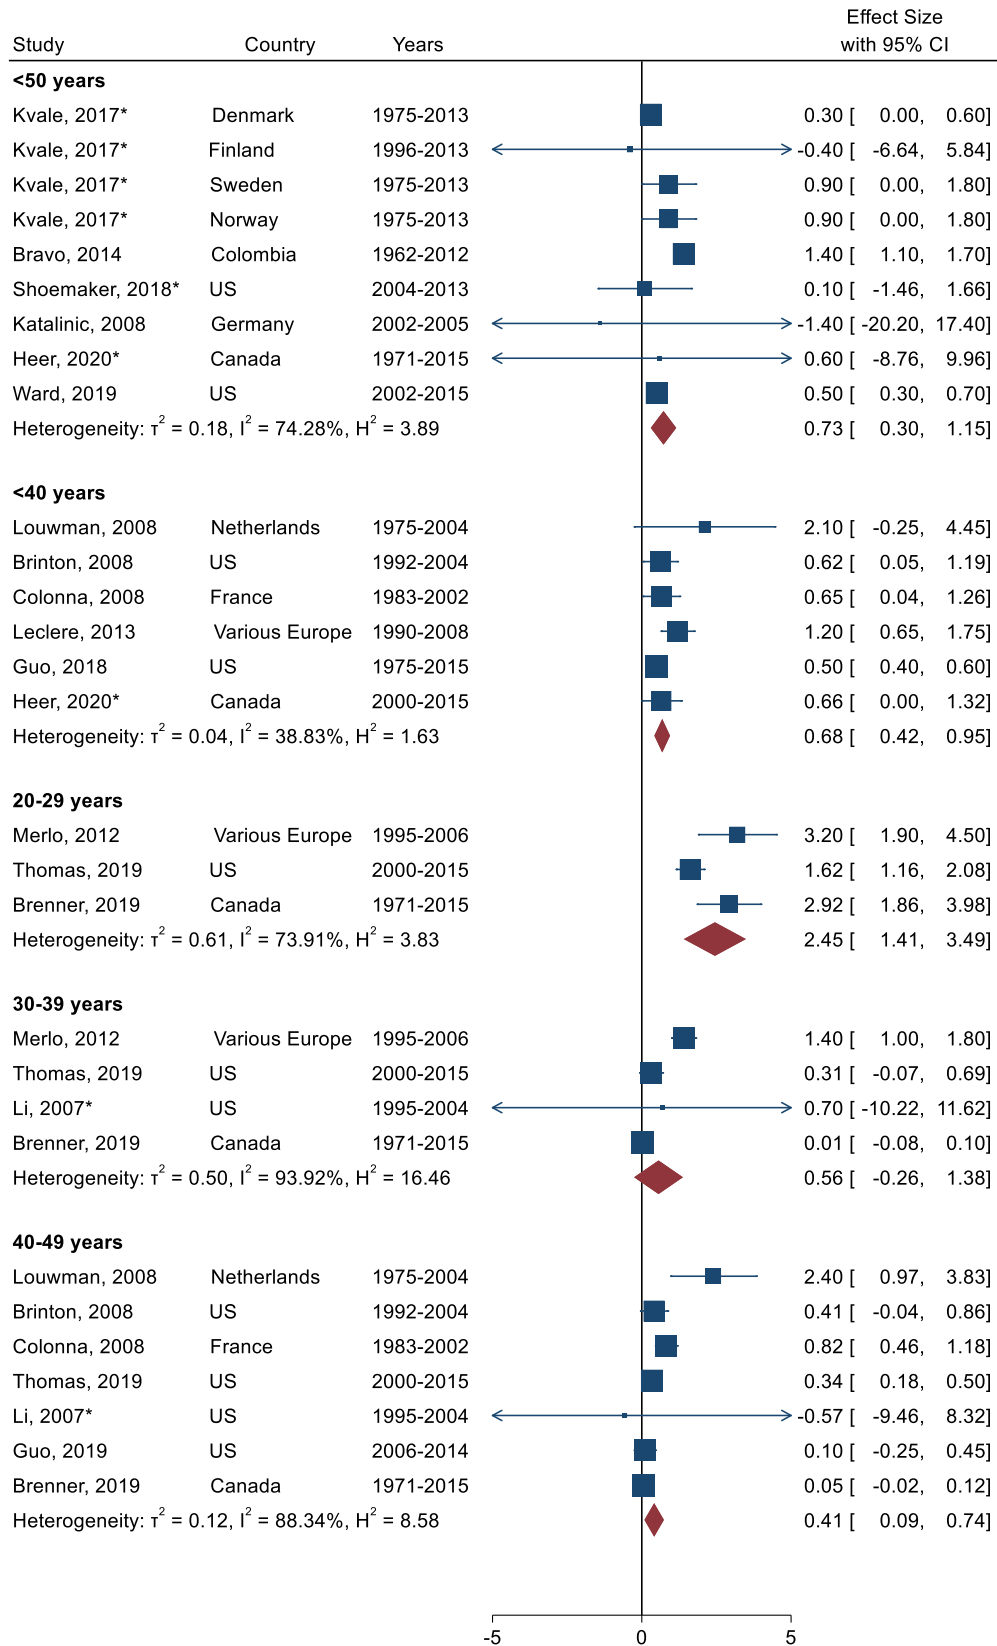 Effect Size
Study Country Years with 95% CI
<50 years
Kvale, 2017* Denmark 1975-2013 0.30 [ 0.00, 0.60]
Kvale, 2017* Finland 1996-2013 -0.40 [ -6.64, 5.84]
Kvale, 2017* Sweden 1975-2013 0.90 [ 0.00, 1.80]
Kvale, 2017* Norway 1975-2013 0.90 [ 0.00, 1.80]
Bravo, 2014 Colombia 1962-2012 1.40 [ 1.10, 1.70]
Shoemaker, 2018* US 2004-2013 0.10 [ -1.46, 1.66]
Katalinic, 2008 Germany 2002-2005 -1.40 [ -20.20, 17.40]
Heer, 2020* Canada 1971-2015 0.60 [ -8.76, 9.96]
Ward, 2019 US 2002-2015 0.50 [ 0.30, 0.70]
Heterogeneity: τ² = 0.18, I² = 74.28%, H² = 3.89 0.73 [ 0.30, 1.15]
<40 years
Louwman, 2008 Netherlands 1975-2004 2.10 [ -0.25, 4.45]
Brinton, 2008 US 1992-2004 0.62 [ 0.05, 1.19]
Colonna, 2008 France 1983-2002 0.65 [ 0.04, 1.26]
Leclere, 2013 Various Europe 1990-2008 1.20 [ 0.65, 1.75]
Guo, 2018 US 1975-2015 0.50 [ 0.40, 0.60]
Heer, 2020* Canada 2000-2015 0.66 [ 0.00, 1.32]
Heterogeneity: τ² = 0.04, I² = 38.83%, H² = 1.63 0.68 [ 0.42, 0.95]
20-29 years
Merlo, 2012 Various Europe 1995-2006 3.20 [ 1.90, 4.50]
Thomas, 2019 US 2000-2015 1.62 [ 1.16, 2.08]
Brenner, 2019 Canada 1971-2015 2.92 [ 1.86, 3.98]
Heterogeneity: τ² = 0.61, I² = 73.91%, H² = 3.83 2.45 [ 1.41, 3.49]
30-39 years
Merlo, 2012 Various Europe 1995-2006 1.40 [ 1.00, 1.80]
Thomas, 2019 US 2000-2015 0.31 [ -0.07, 0.69]
Li, 2007* US 1995-2004 0.70 [ -10.22, 11.62]
Brenner, 2019 Canada 1971-2015 0.01 [ -0.08, 0.10]
Heterogeneity: τ² = 0.50, I² = 93.92%, H² = 16.46 0.56 [ -0.26, 1.38]
40-49 years
Louwman, 2008 Netherlands 1975-2004 2.40 [ 0.97, 3.83]
Brinton, 2008 US 1992-2004 0.41 [ -0.04, 0.86]
Colonna, 2008 France 1983-2002 0.82 [ 0.46, 1.18]
Thomas, 2019 US 2000-2015 0.34 [ 0.18, 0.50]
Li, 2007* US 1995-2004 -0.57 [ -9.46, 8.32]
Guo, 2019 US 2006-2014 0.10 [ -0.25, 0.45]
Brenner, 2019 Canada 1971-2015 0.05 [ -0.02, 0.12]
Heterogeneity: τ² = 0.12, I² = 88.34%, H² = 8.58 0.41 [ 0.09, 0.74]
-5 0 5